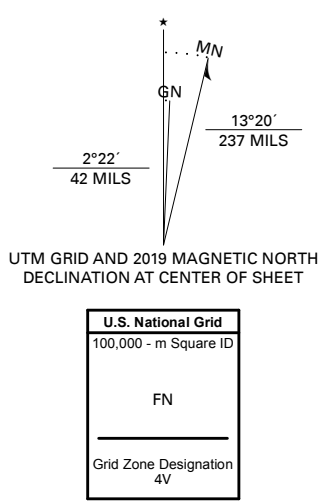 ★
MN
GN
13°20´
237 MILS
2°22´
42 MILS
UTM GRID AND 2019 MAGNETIC NORTH
DECLINATION AT CENTER OF SHEET
U.S. National Grid
100,000 - m Square ID
FN
Grid Zone Designation
4V